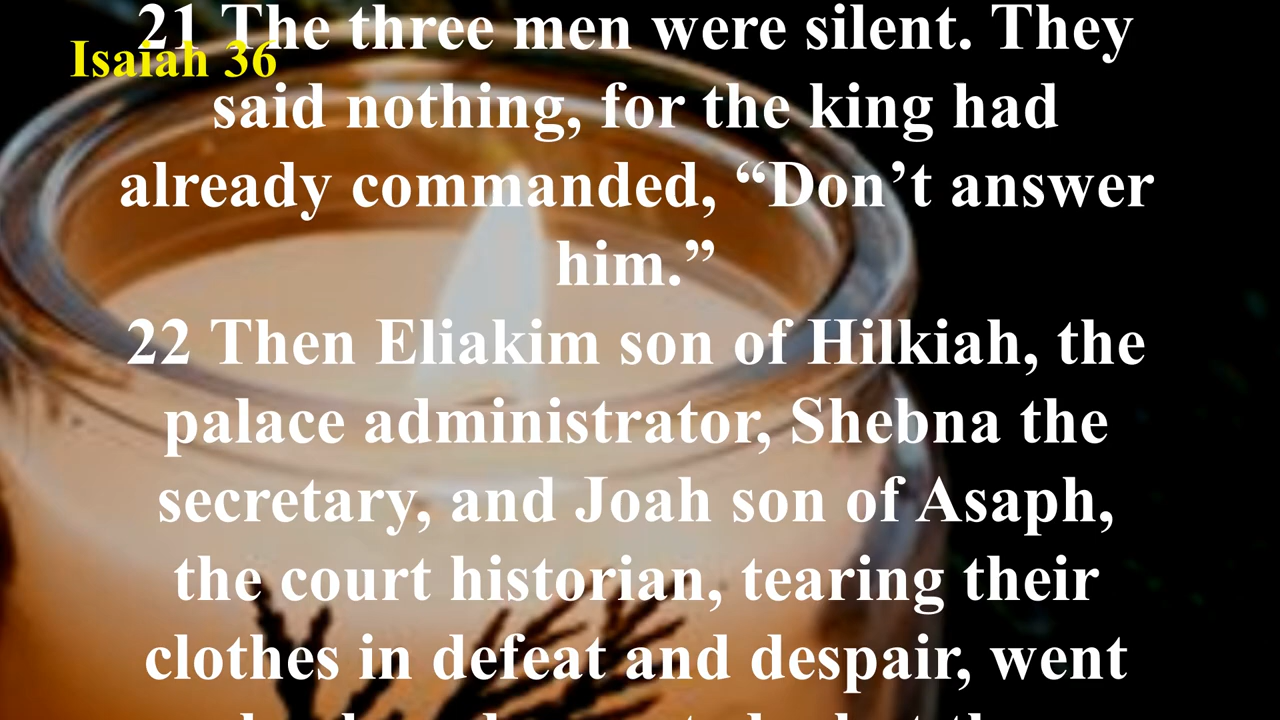 21 The three men were silent. They
Isaiah 36
said nothing, for the king had
already commanded, “Don’t answer
him.”
22 Then Eliakim son of Hilkiah, the
palace administrator, Shebna the
secretary, and Joah son of Asaph,
the court historian, tearing their
clothes in defeat and despair, went